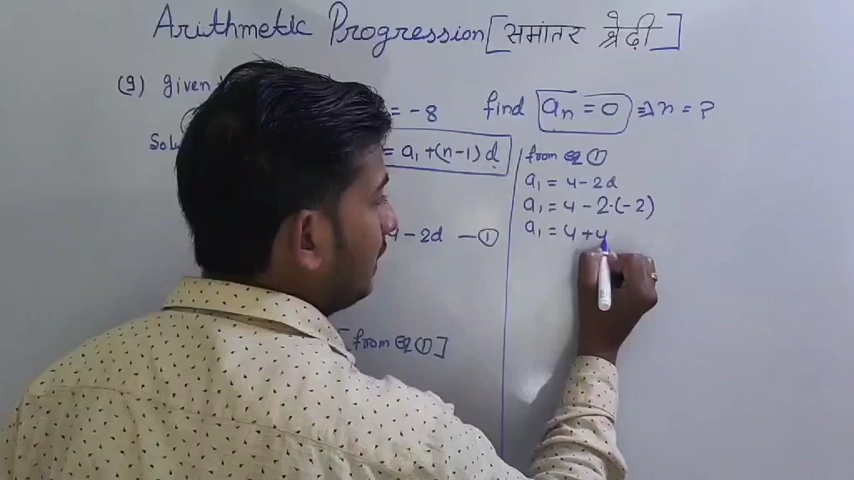 Arithmetic Progression [समांतर श्रेढ़ी]
(9) Given
= -8 find aₙ = 0 ⇒ n = ?
Solu
= a₁ + (n-1) d
4 - 2d — ①
[from eq ①]
from eq ①
a₁ = 4 - 2d
a₁ = 4 - 2·(-2)
a₁ = 4 + 4